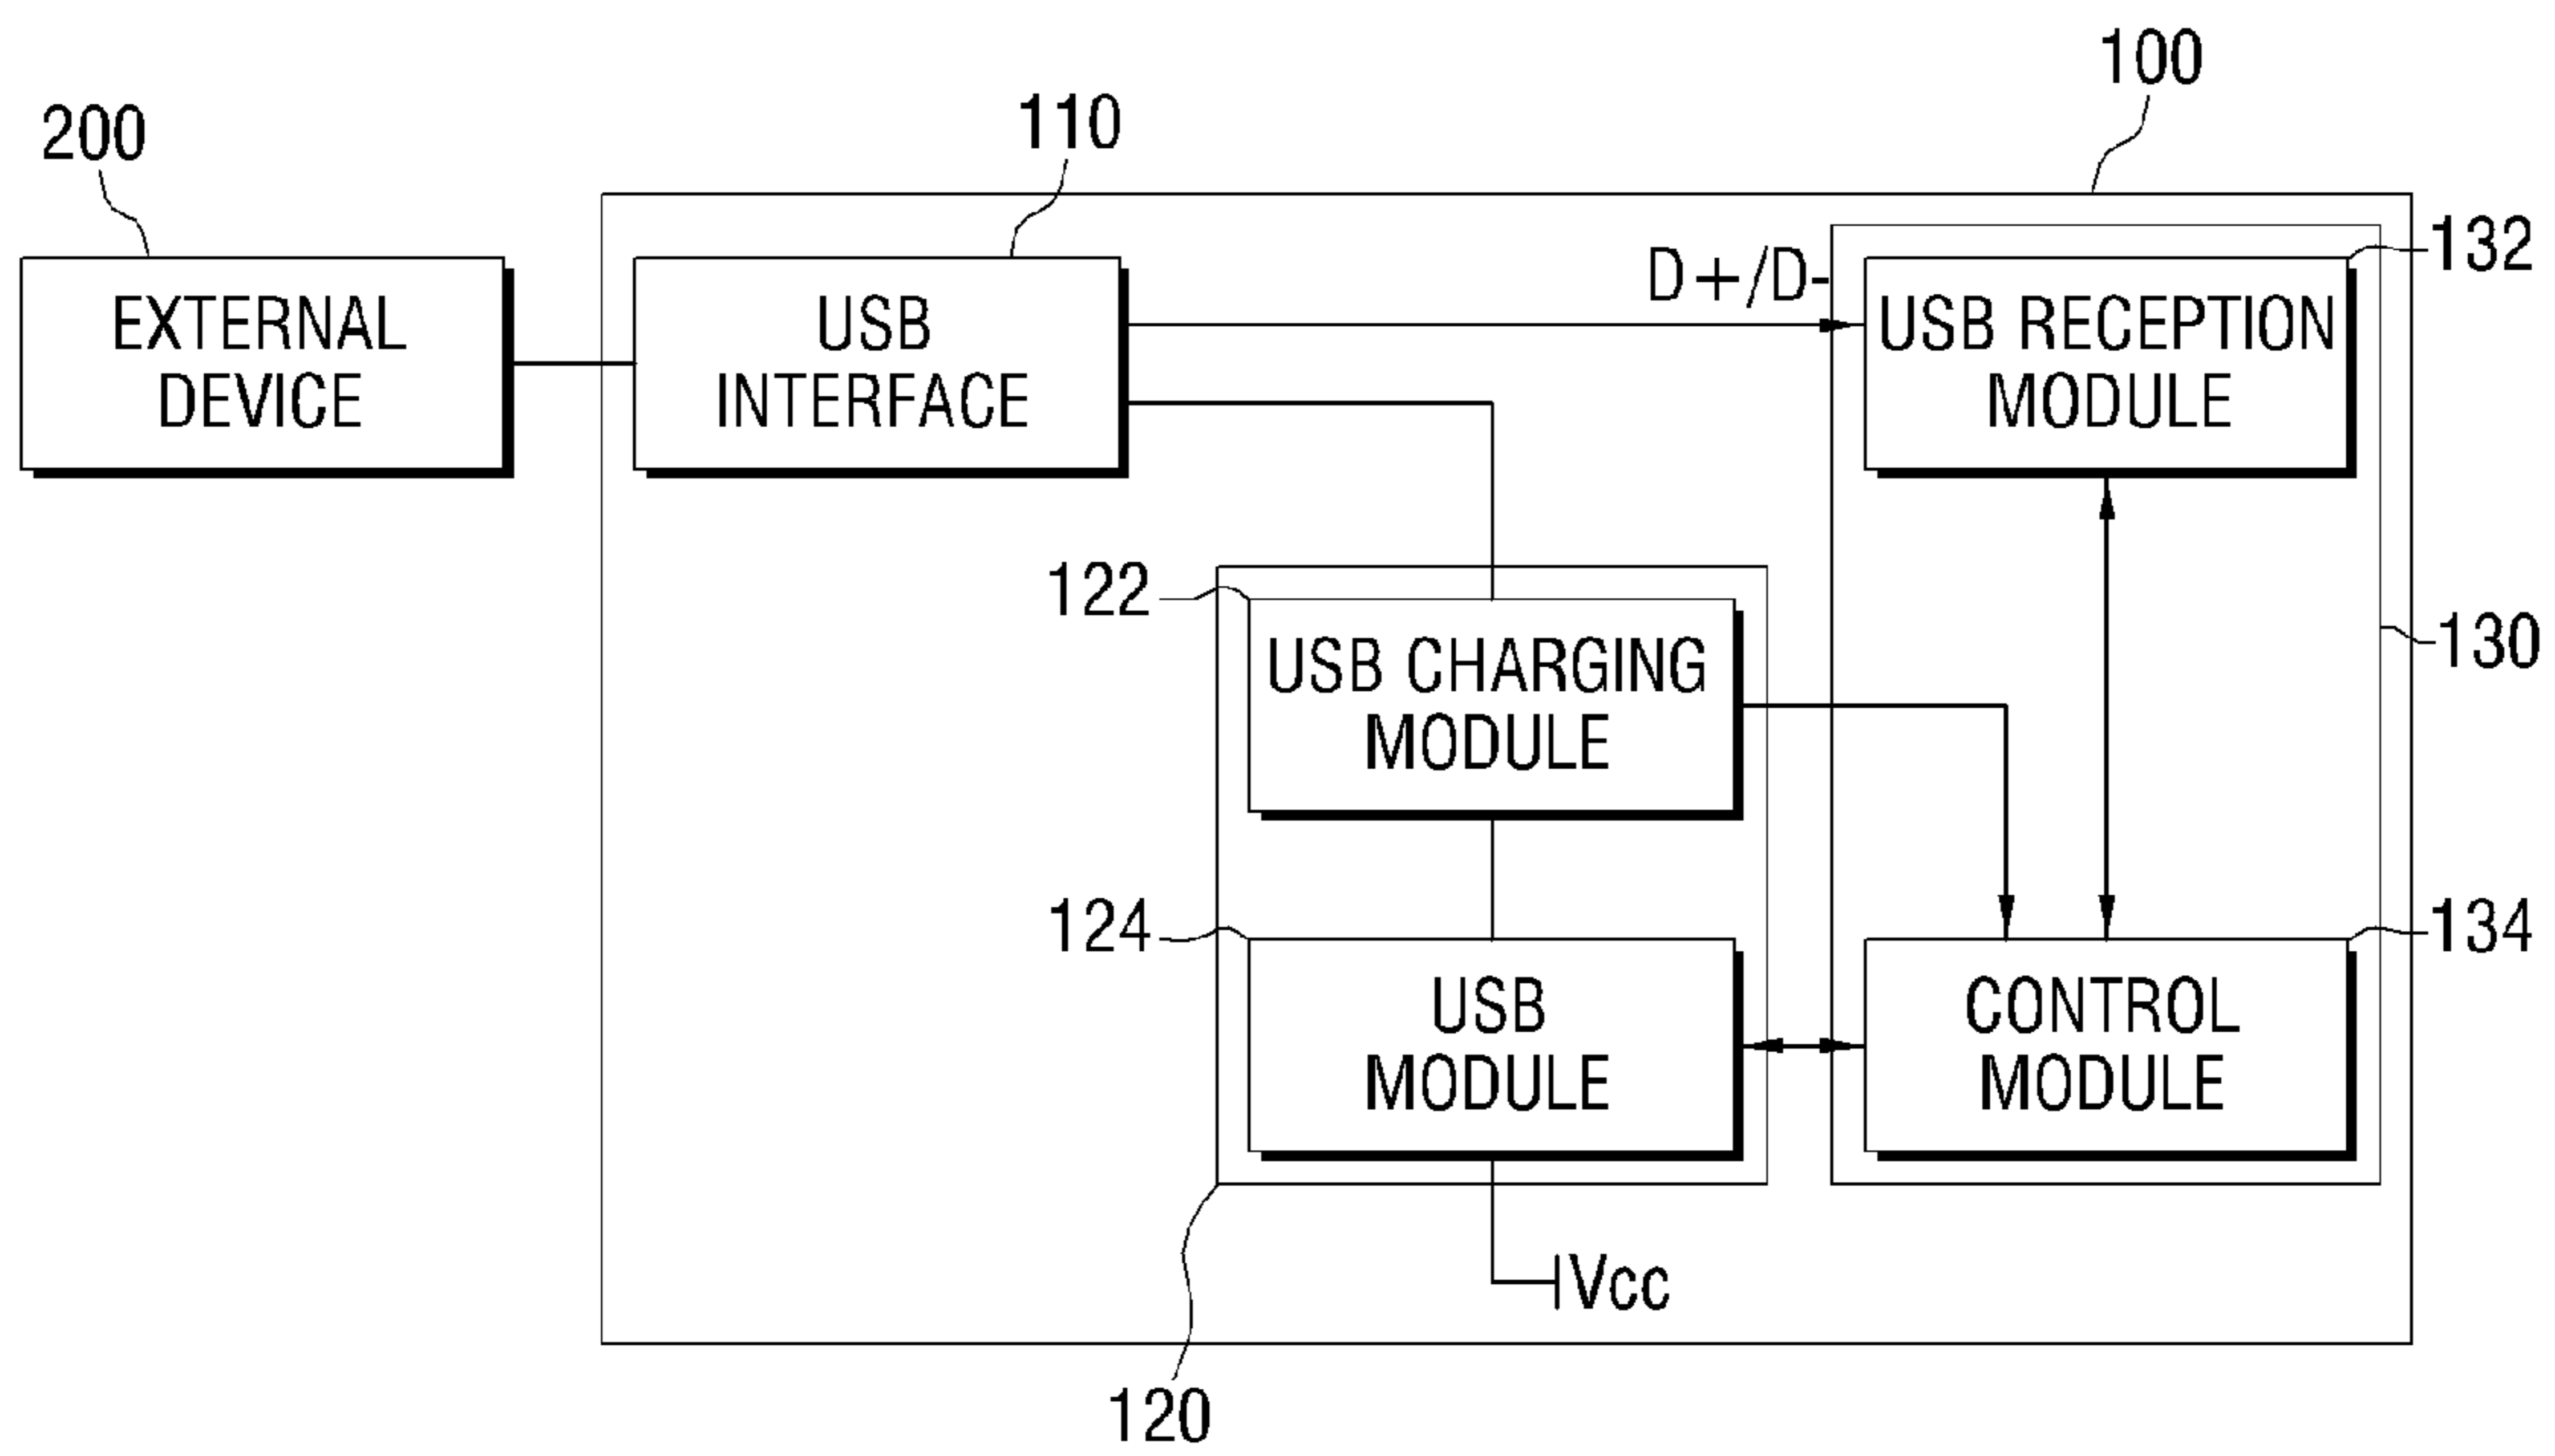 100
110
200
132
D+/D-
EXTERNAL
DEVICE
USB
INTERFACE
USB RECEPTION
MODULE
122
130
USB CHARGING
MODULE
124
134
USB
MODULE
CONTROL
MODULE
Vcc
120